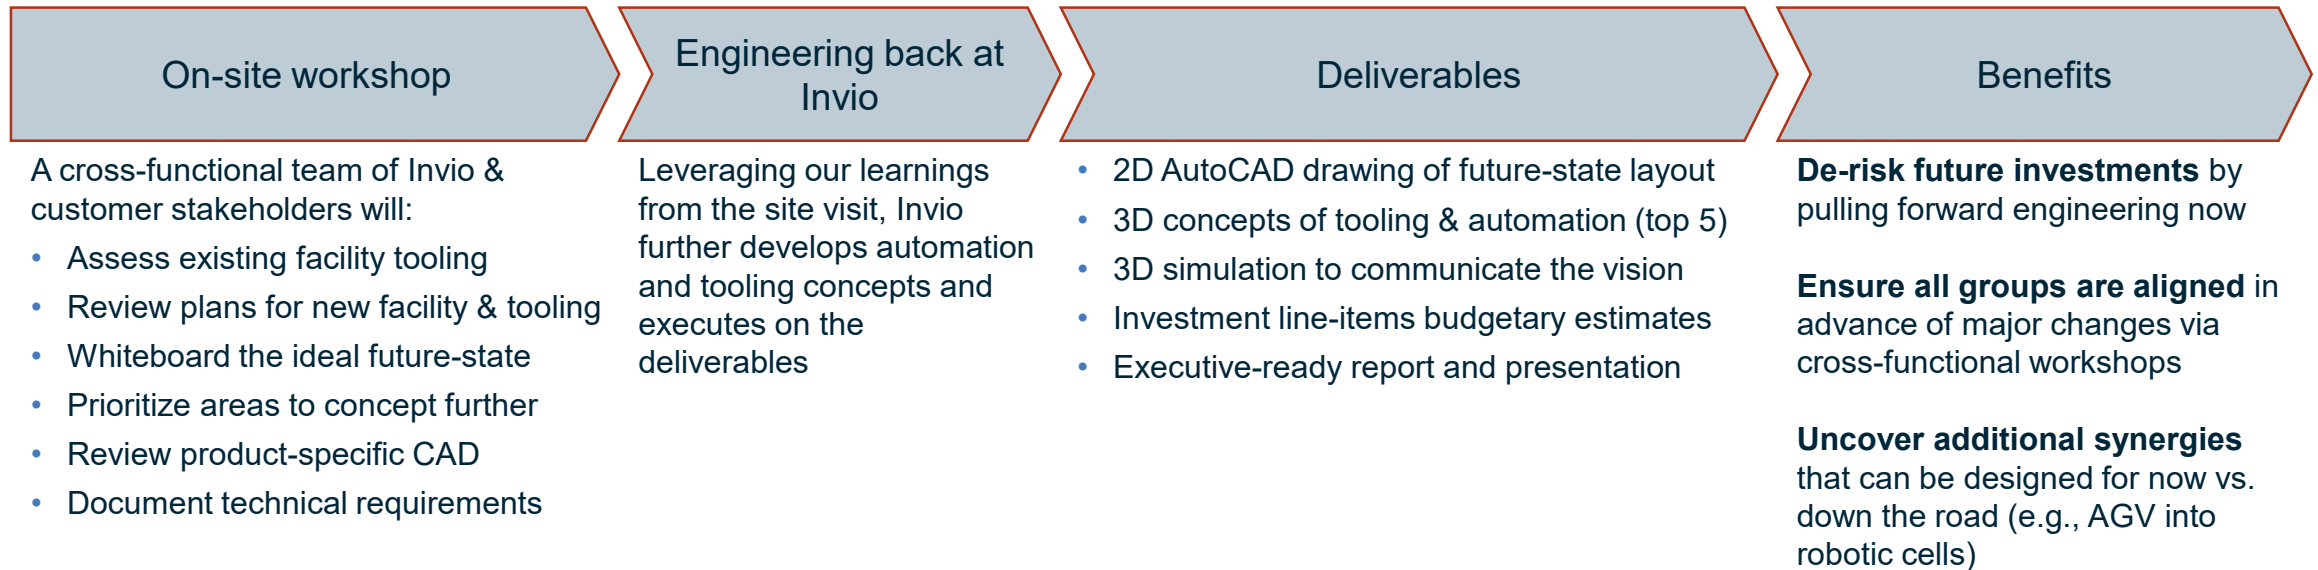 On-site workshop
Engineering back at
Invio
Deliverables
Benefits
A cross-functional team of Invio &
customer stakeholders will:
• Assess existing facility tooling
• Review plans for new facility & tooling
• Whiteboard the ideal future-state
• Prioritize areas to concept further
• Review product-specific CAD
• Document technical requirements
Leveraging our learnings
from the site visit, Invio
further develops automation
and tooling concepts and
executes on the
deliverables
• 2D AutoCAD drawing of future-state layout
• 3D concepts of tooling & automation (top 5)
• 3D simulation to communicate the vision
• Investment line-items budgetary estimates
• Executive-ready report and presentation
De-risk future investments by
pulling forward engineering now
Ensure all groups are aligned in
advance of major changes via
cross-functional workshops
Uncover additional synergies
that can be designed for now vs.
down the road (e.g., AGV into
robotic cells)